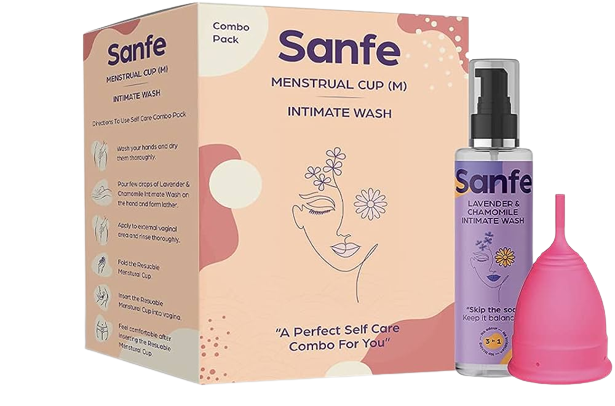 Sanfe
MENSTRUAL CUP (M)
INTIMATE WASH
Directions To Use Self Care Combo Pack
Wash your hands and dry
them thoroughly.
Pour few drops of Lavender &
Chamomile Intimate Wash on
the hand and form lather.
Apply to external vaginal
area and rinse thoroughly.
Fold the Reusable
Menstrual Cup.
Insert the Reusable
Menstrual Cup into vagina.
Feel comfortable after
inserting the Reusable
Menstrual Cup.
Combo
Pack
Sanfe
MENSTRUAL CUP (M)
INTIMATE WASH
"A Perfect Self Care
Combo For You"
Sanfe
LAVENDER &
CHAMOMILE
INTIMATE WASH
"Skip the soa
Keep it balanc
3 in 1